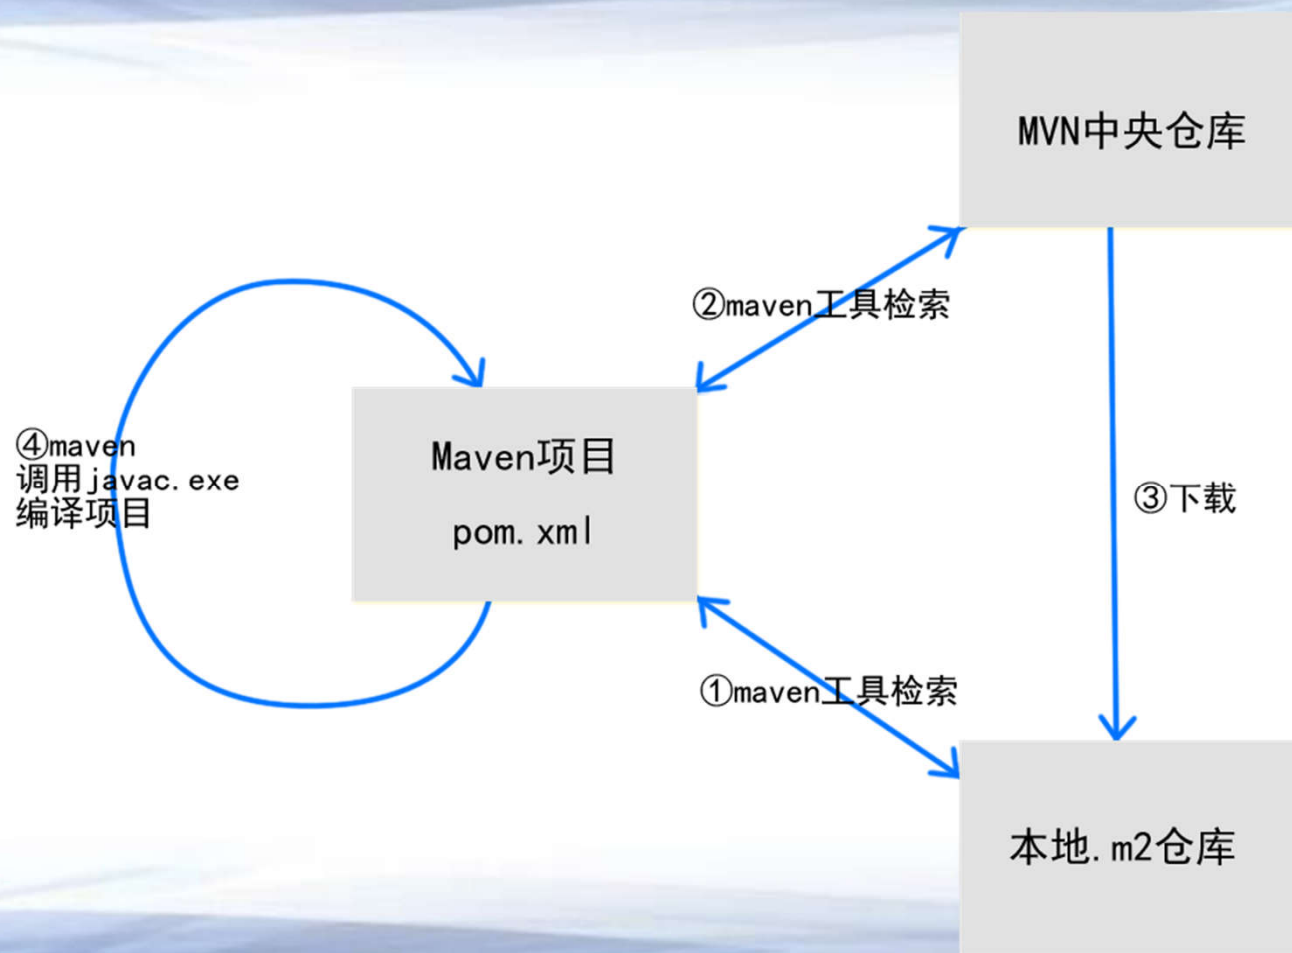 MVN中央仓库
②maven工具检索
④maven
调用javac.exe
编译项目
Maven项目
pom.xml
③下载
①maven工具检索
本地.m2仓库